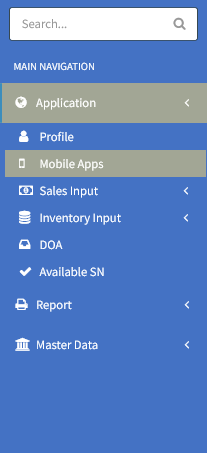 Search...
MAIN NAVIGATION
Application
Profile
Mobile Apps
Sales Input
Inventory Input
DOA
Available SN
Report
Master Data